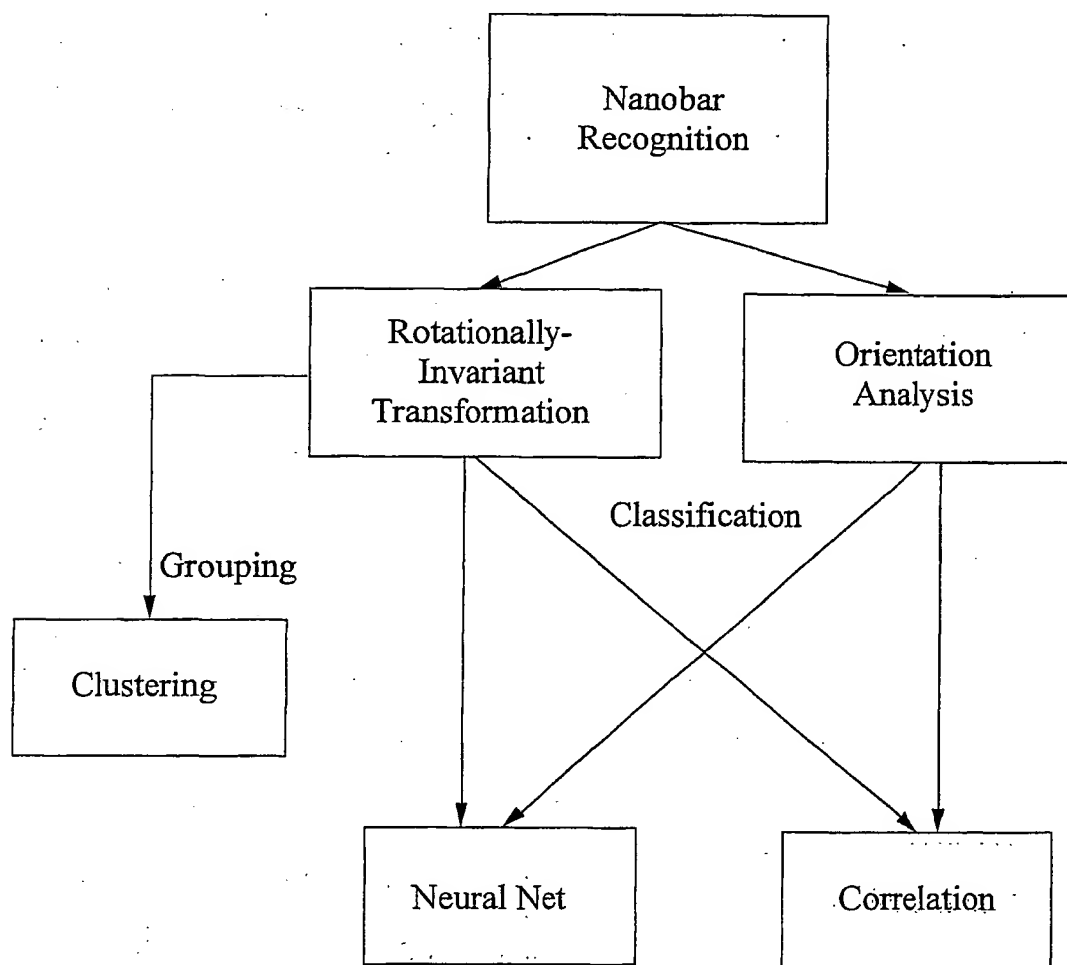 Nanobar
Recognition
Rotationally-
Invariant
Transformation
Orientation
Analysis
Classification
Grouping
Clustering
Neural Net
Correlation